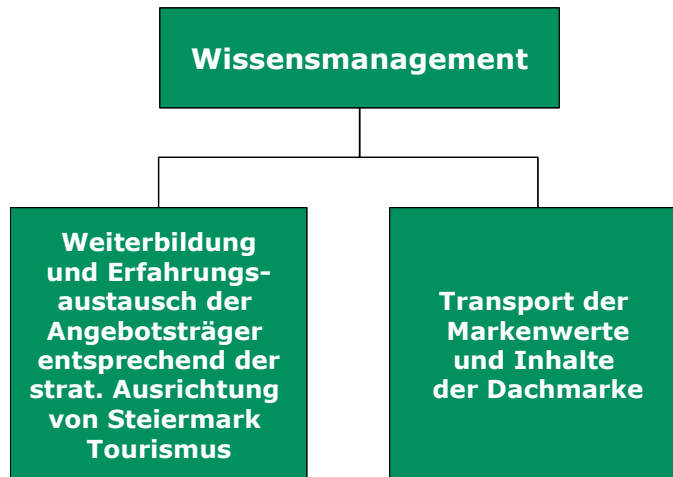 Wissensmanagement
Weiterbildung
und Erfahrungs-
austausch der
Angebotsträger
entsprechend der
strat. Ausrichtung
von Steiermark
Tourismus
Transport der
Markenwerte
und Inhalte
der Dachmarke